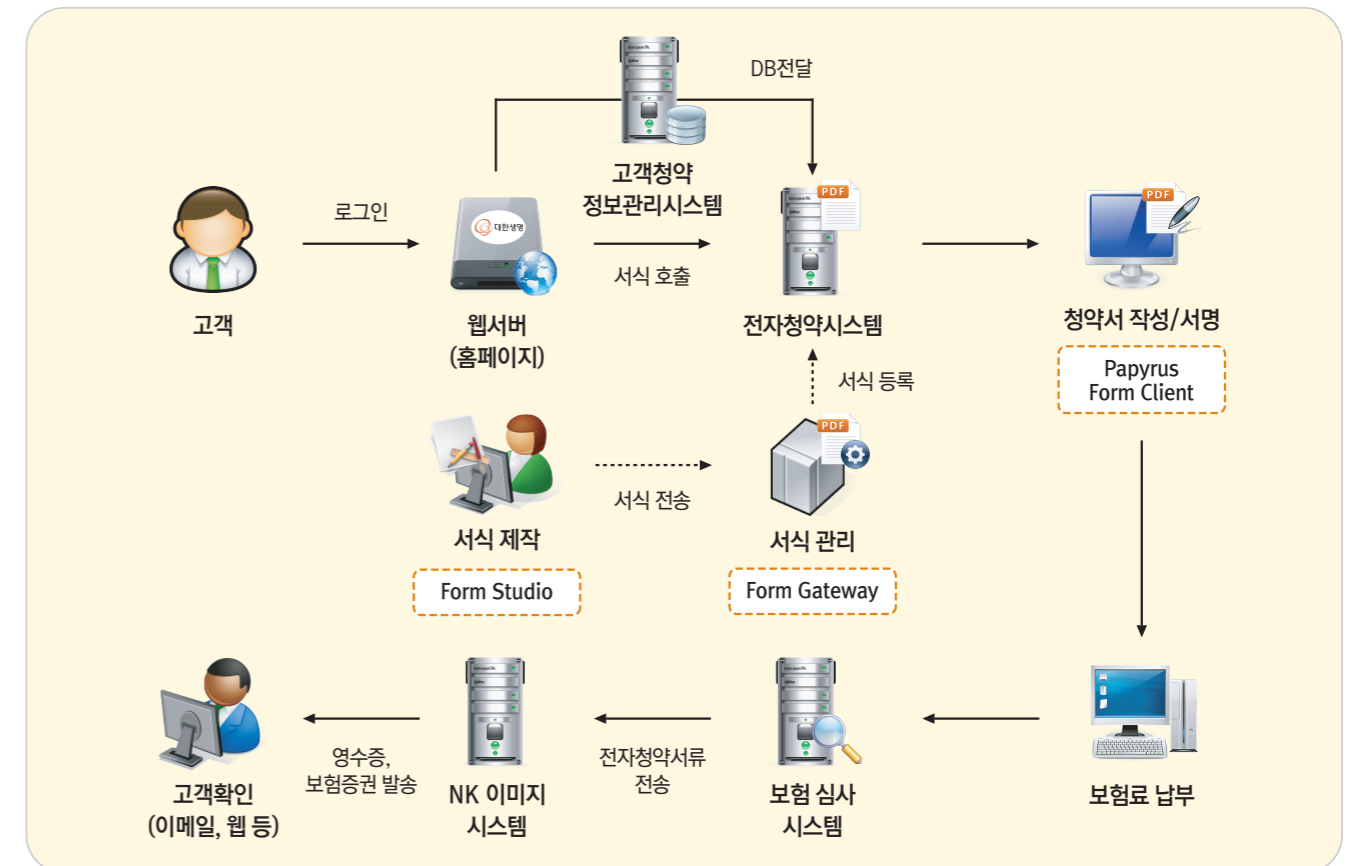 DB전달
고객청약
정보관리시스템
로그인
대한생명
서식 호출
PDF
PDF
고객
웹서버
(홈페이지)
전자청약시스템
청약서 작성/서명
Papyrus
Form Client
서식 등록
PDF
서식 전송
서식 제작
Form Studio
서식 관리
Form Gateway
영수증,
보험증권 발송
전자청약서류
전송
고객확인
(이메일, 웹 등)
NK 이미지
시스템
보험 심사
시스템
보험료 납부